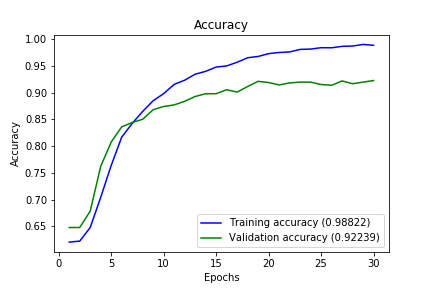 Accuracy
1.00
0.95
0.90
0.85
0.80
0.75
0.70
0.65
Accuracy
0 5 10 15 20 25 30
Epochs
Training accuracy (0.98822)
Validation accuracy (0.92239)